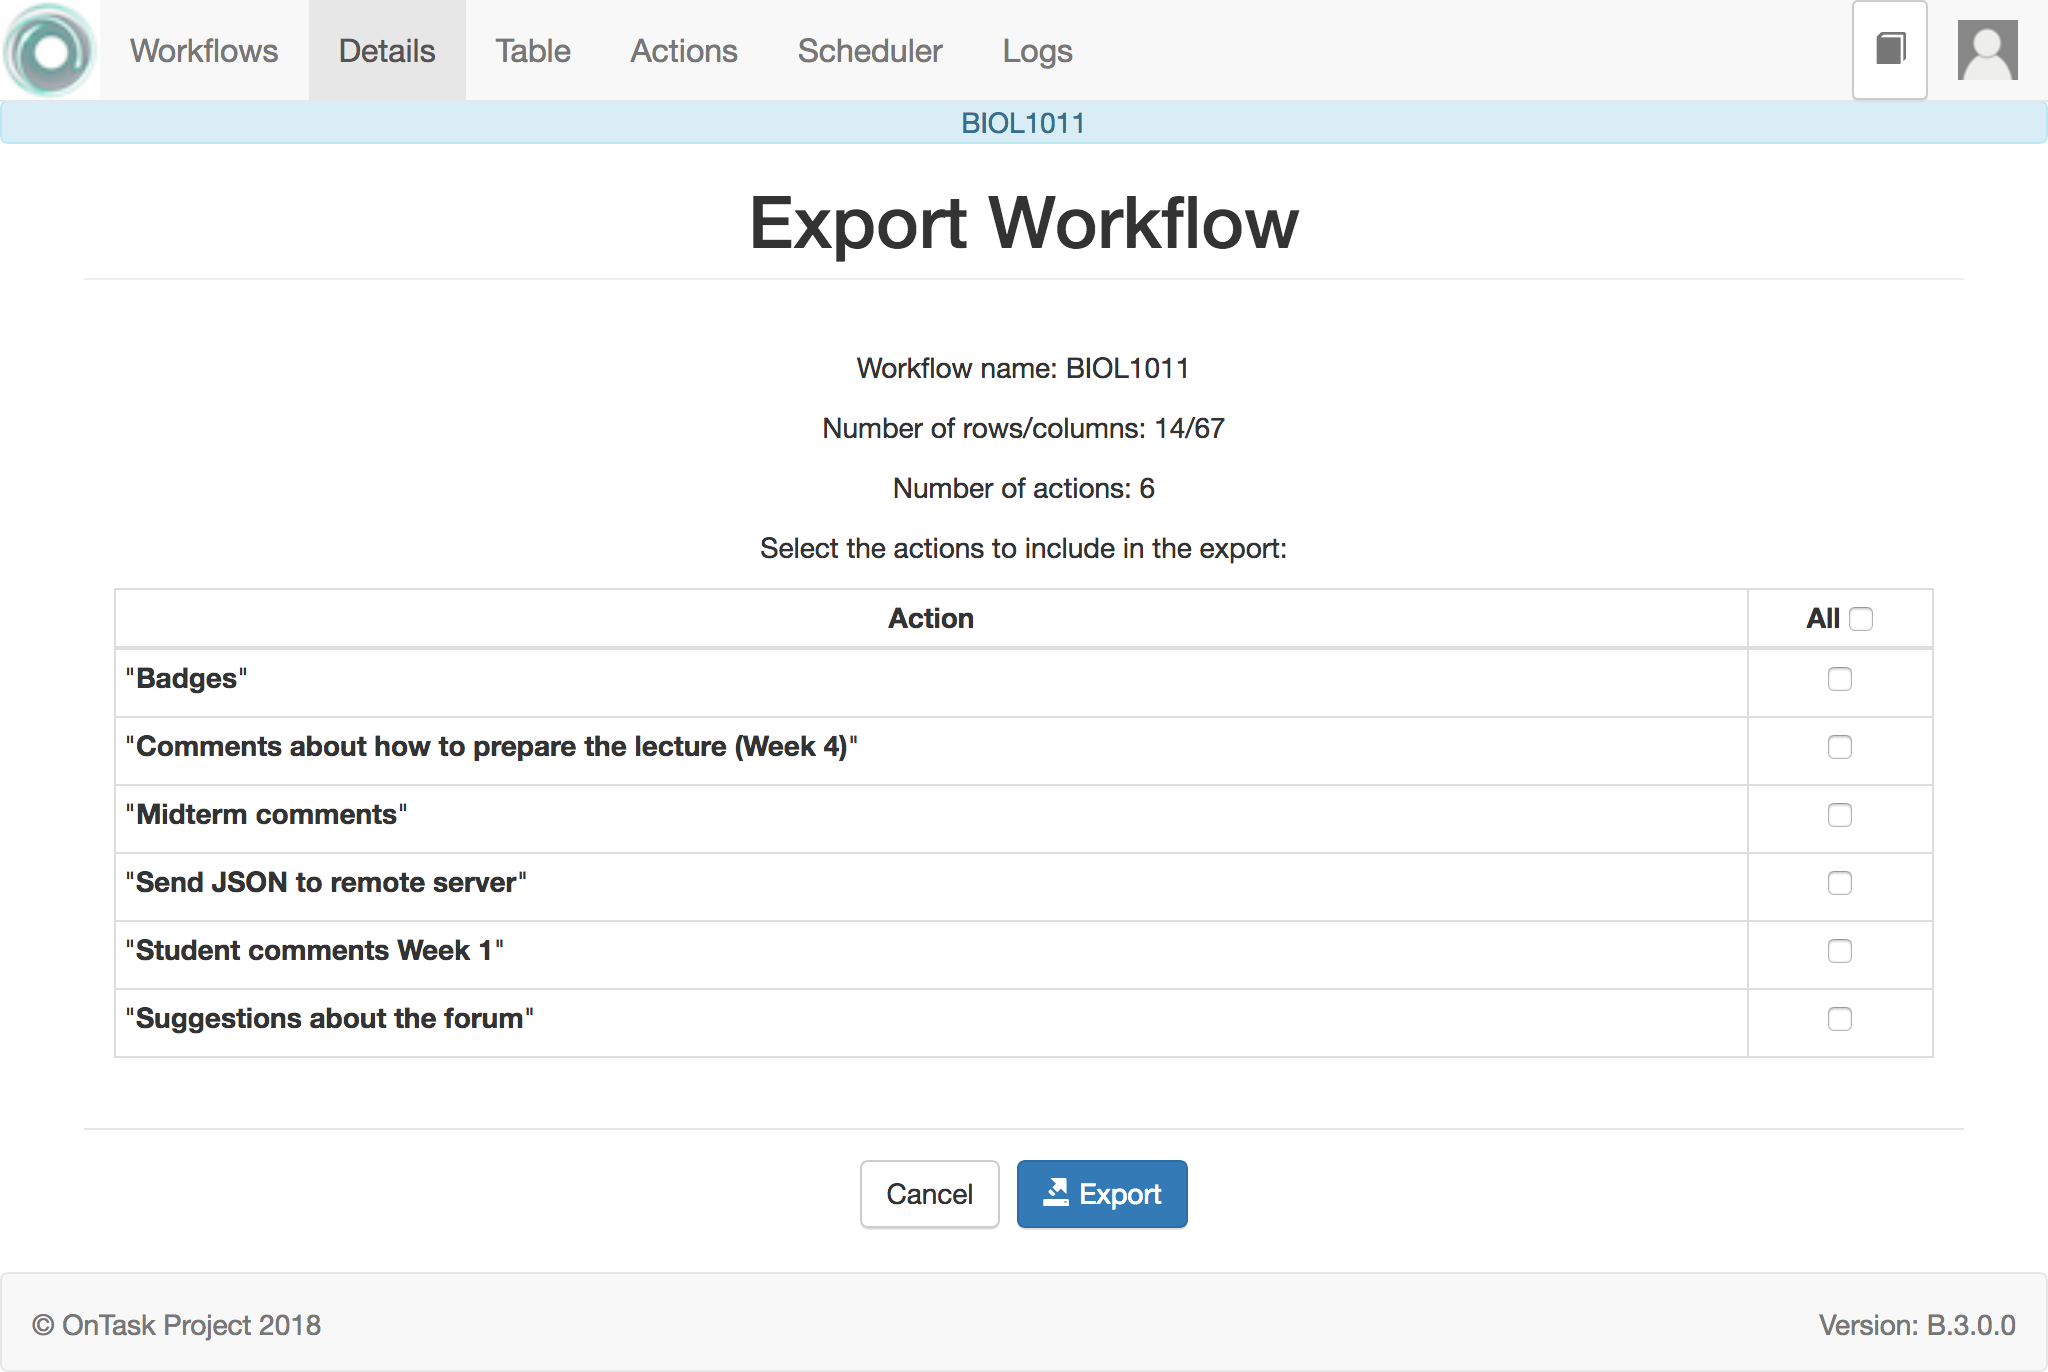 Workflows Details Table Actions Scheduler Logs
BIOL1011
Export Workflow
Workflow name: BIOL1011
Number of rows/columns: 14/67
Number of actions: 6
Select the actions to include in the export:
Action All
"Badges"
"Comments about how to prepare the lecture (Week 4)"
"Midterm comments"
"Send JSON to remote server"
"Student comments Week 1"
"Suggestions about the forum"
Cancel Export
© OnTask Project 2018 Version: B.3.0.0